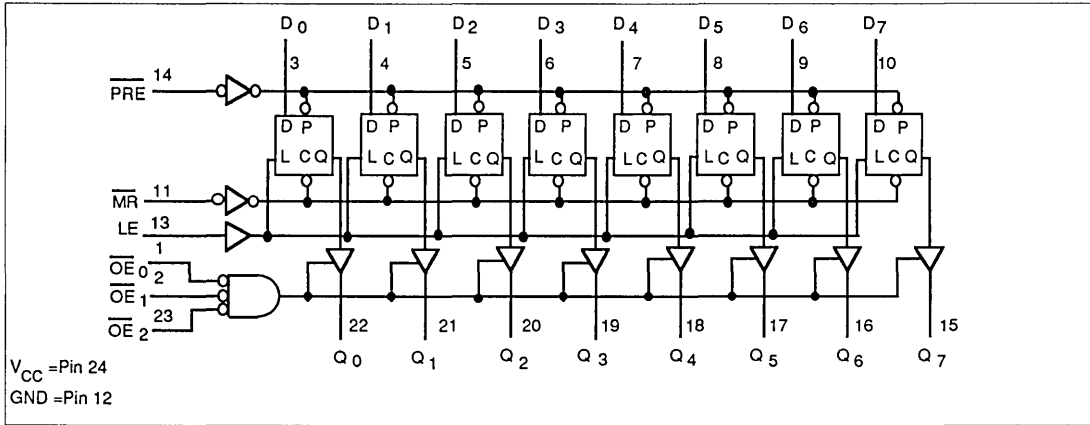 D0 D1 D2 D3 D4 D5 D6 D7
3 4 5 6 7 8 9 10
PRE 14
D P D P D P D P D P D P D P D P
L C Q L C Q L C Q L C Q L C Q L C Q L C Q L C Q
MR 11
LE 13
OE0 1
OE1 2
OE2 23
22 21 20 19 18 17 16 15
Q0 Q1 Q2 Q3 Q4 Q5 Q6 Q7
VCC =Pin 24
GND =Pin 12